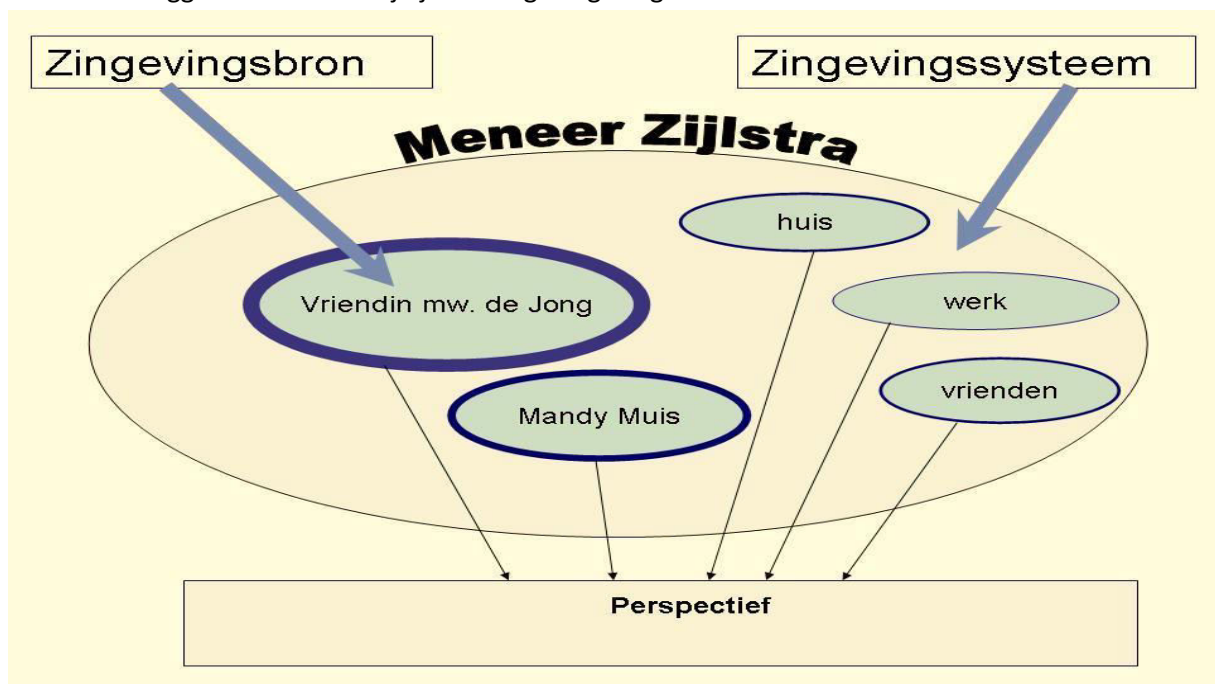 Zingevingsbron
Zingevingssysteem
Meneer Zijlstra
huis
Vriendin mw. de Jong
werk
vrienden
Mandy Muis
Perspectief